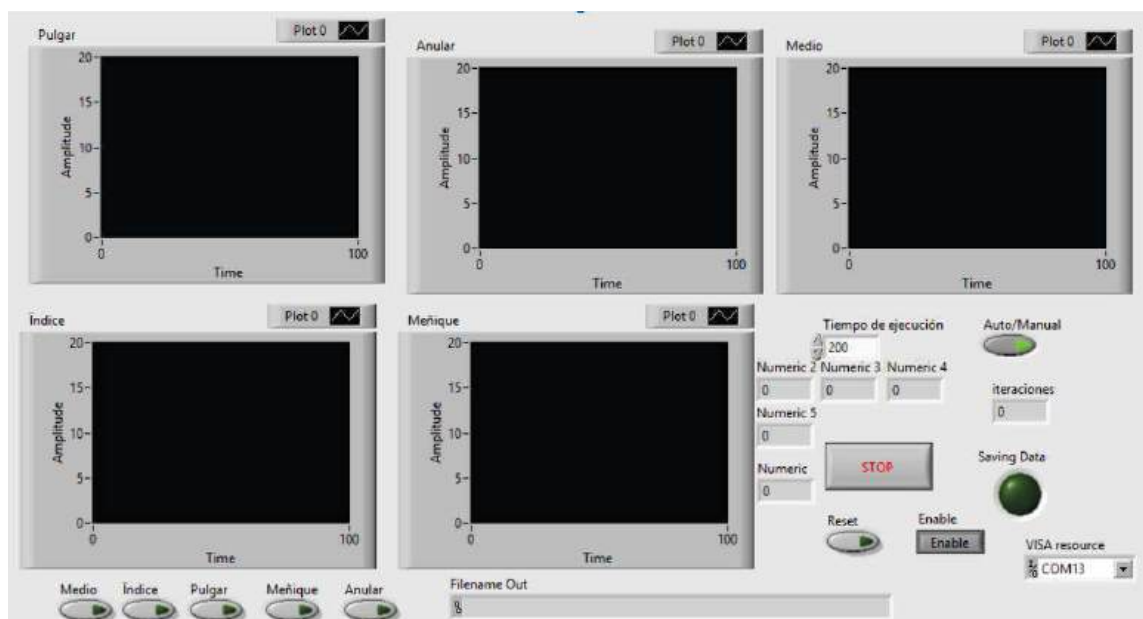 Pulgar
Plot 0
20
15
10
5
0
Amplitude
0
100
Time
Anular
Plot 0
20
15
10
5
0
Amplitude
0
100
Time
Medio
Plot 0
20
15
10
5
0
Amplitude
0
100
Time
Índice
Plot 0
20
15
10
5
0
Amplitude
0
100
Time
Meñique
Plot 0
20
15
10
5
0
Amplitude
0
100
Time
Tiempo de ejecución
200
Auto/Manual
Numeric 2 Numeric 3 Numeric 4
0 0 0
iteraciones
0
Numeric 5
0
Numeric
0
STOP
Saving Data
Reset
Enable
Enable
VISA resource
COM13
Medio Índice Pulgar Meñique Anular
Filename Out